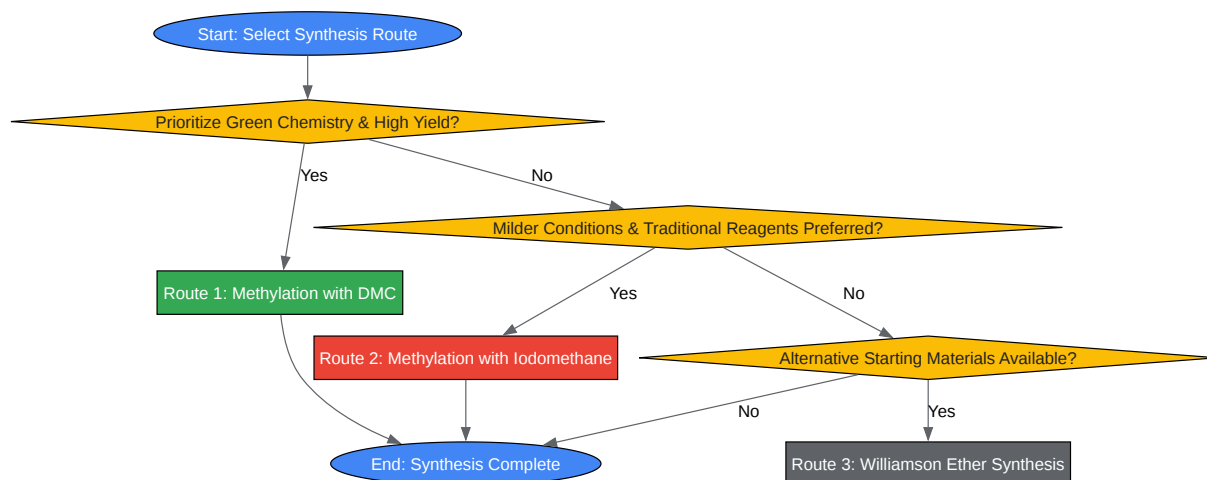 Start: Select Synthesis Route
Prioritize Green Chemistry & High Yield?
Yes
No
Milder Conditions & Traditional Reagents Preferred?
Route 1: Methylation with DMC
Yes
No
Route 2: Methylation with Iodomethane
Alternative Starting Materials Available?
No
Yes
End: Synthesis Complete
Route 3: Williamson Ether Synthesis